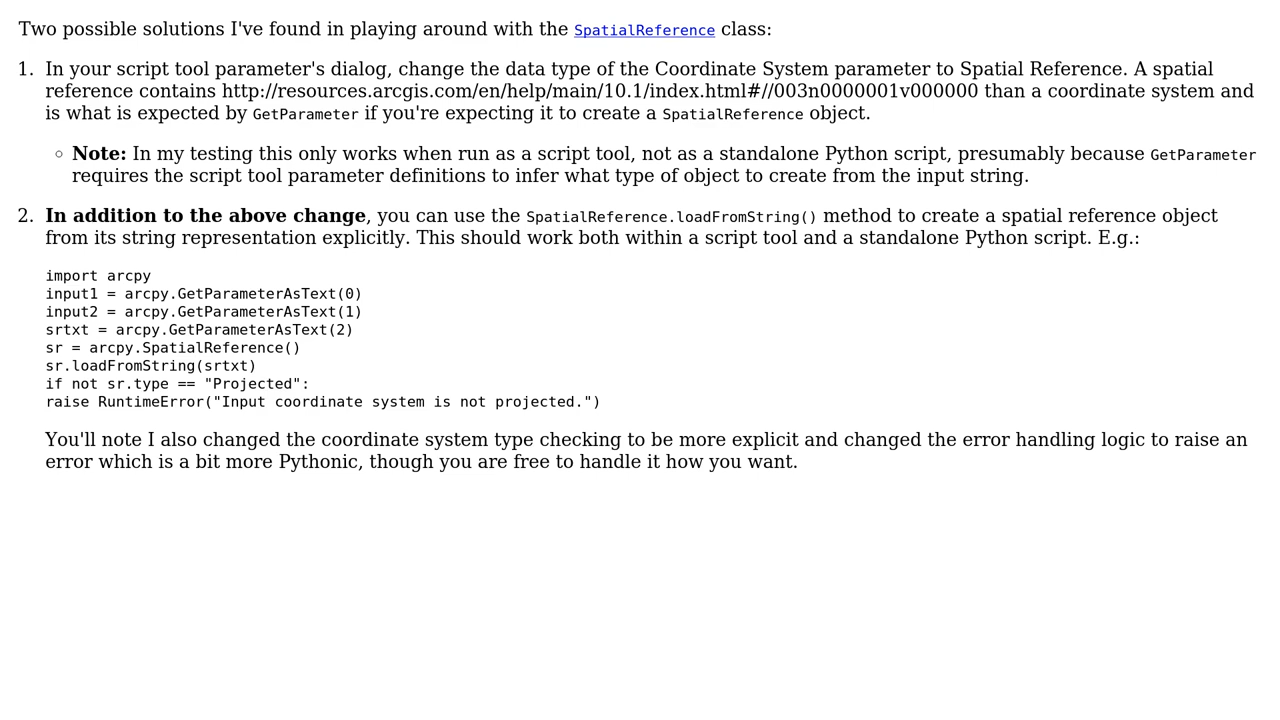 Two possible solutions I've found in playing around with the SpatialReference class:
1. In your script tool parameter's dialog, change the data type of the Coordinate System parameter to Spatial Reference. A spatial
reference contains http://resources.arcgis.com/en/help/main/10.1/index.html#//003n0000001v000000 than a coordinate system and
is what is expected by GetParameter if you're expecting it to create a SpatialReference object.
◦ Note: In my testing this only works when run as a script tool, not as a standalone Python script, presumably because GetParameter
requires the script tool parameter definitions to infer what type of object to create from the input string.
2. In addition to the above change, you can use the SpatialReference.loadFromString() method to create a spatial reference object
from its string representation explicitly. This should work both within a script tool and a standalone Python script. E.g.:
import arcpy
input1 = arcpy.GetParameterAsText(0)
input2 = arcpy.GetParameterAsText(1)
srtxt = arcpy.GetParameterAsText(2)
sr = arcpy.SpatialReference()
sr.loadFromString(srtxt)
if not sr.type == "Projected":
raise RuntimeError("Input coordinate system is not projected.")
You'll note I also changed the coordinate system type checking to be more explicit and changed the error handling logic to raise an
error which is a bit more Pythonic, though you are free to handle it how you want.